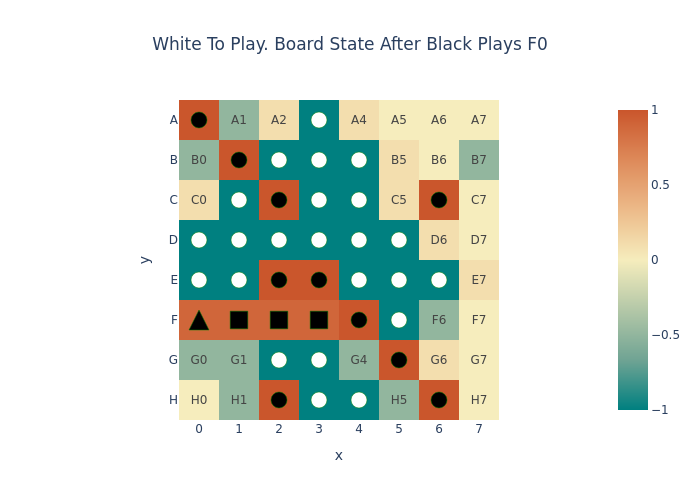 White To Play. Board State After Black Plays F0
A A1 A2 A4 A5 A6 A7
B B0 B5 B6 B7
C C0 C5 C7
D D6 D7
E E7
F F6 F7
G G0 G1 G4 G6 G7
H H0 H1 H5 H7
0 1 2 3 4 5 6 7
x
y
1
0.5
0
−0.5
−1